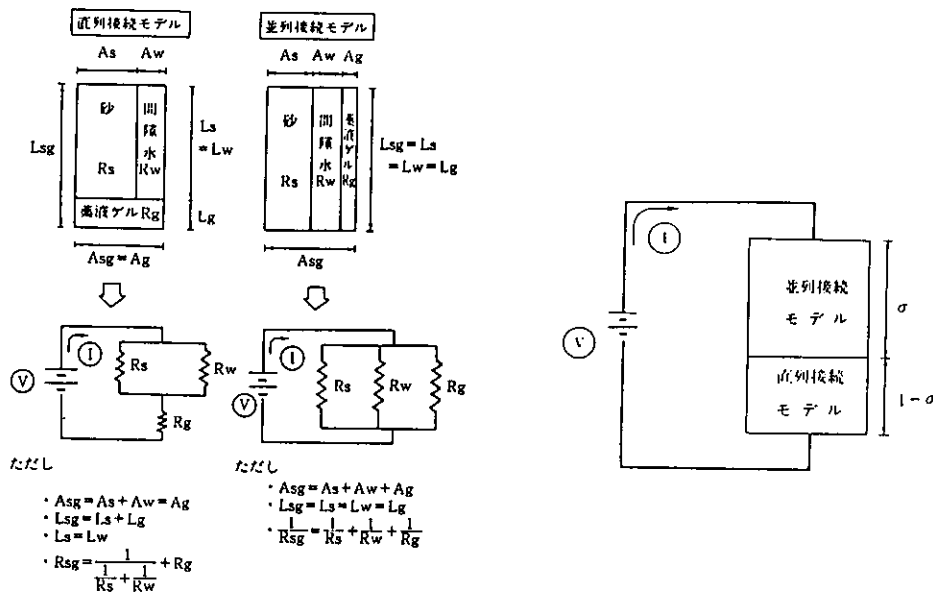 直列接続モデル
As Aw
砂
間隙水
Rs
Rw
薬液ゲル Rg
Lsg
Ls
= Lw
Lg
Asg = Ag
I
V
Rs
Rw
Rg
ただし
・Asg = As + Aw = Ag
・Lsg = Ls + Lg
・Ls = Lw
・Rsg = 1 / (1/Rs + 1/Rw) + Rg
並列接続モデル
As Aw Ag
砂
間隙水
薬液ゲル
Rs
Rw
Rg
Lsg = Ls
= Lw = Lg
Asg
I
V
Rs
Rw
Rg
ただし
・Asg = As + Aw + Ag
・Lsg = Ls = Lw = Lg
・1/Rsg = 1/Rs + 1/Rw + 1/Rg
I
V
並列接続
モデル
直列接続
モデル
σ
1-σ